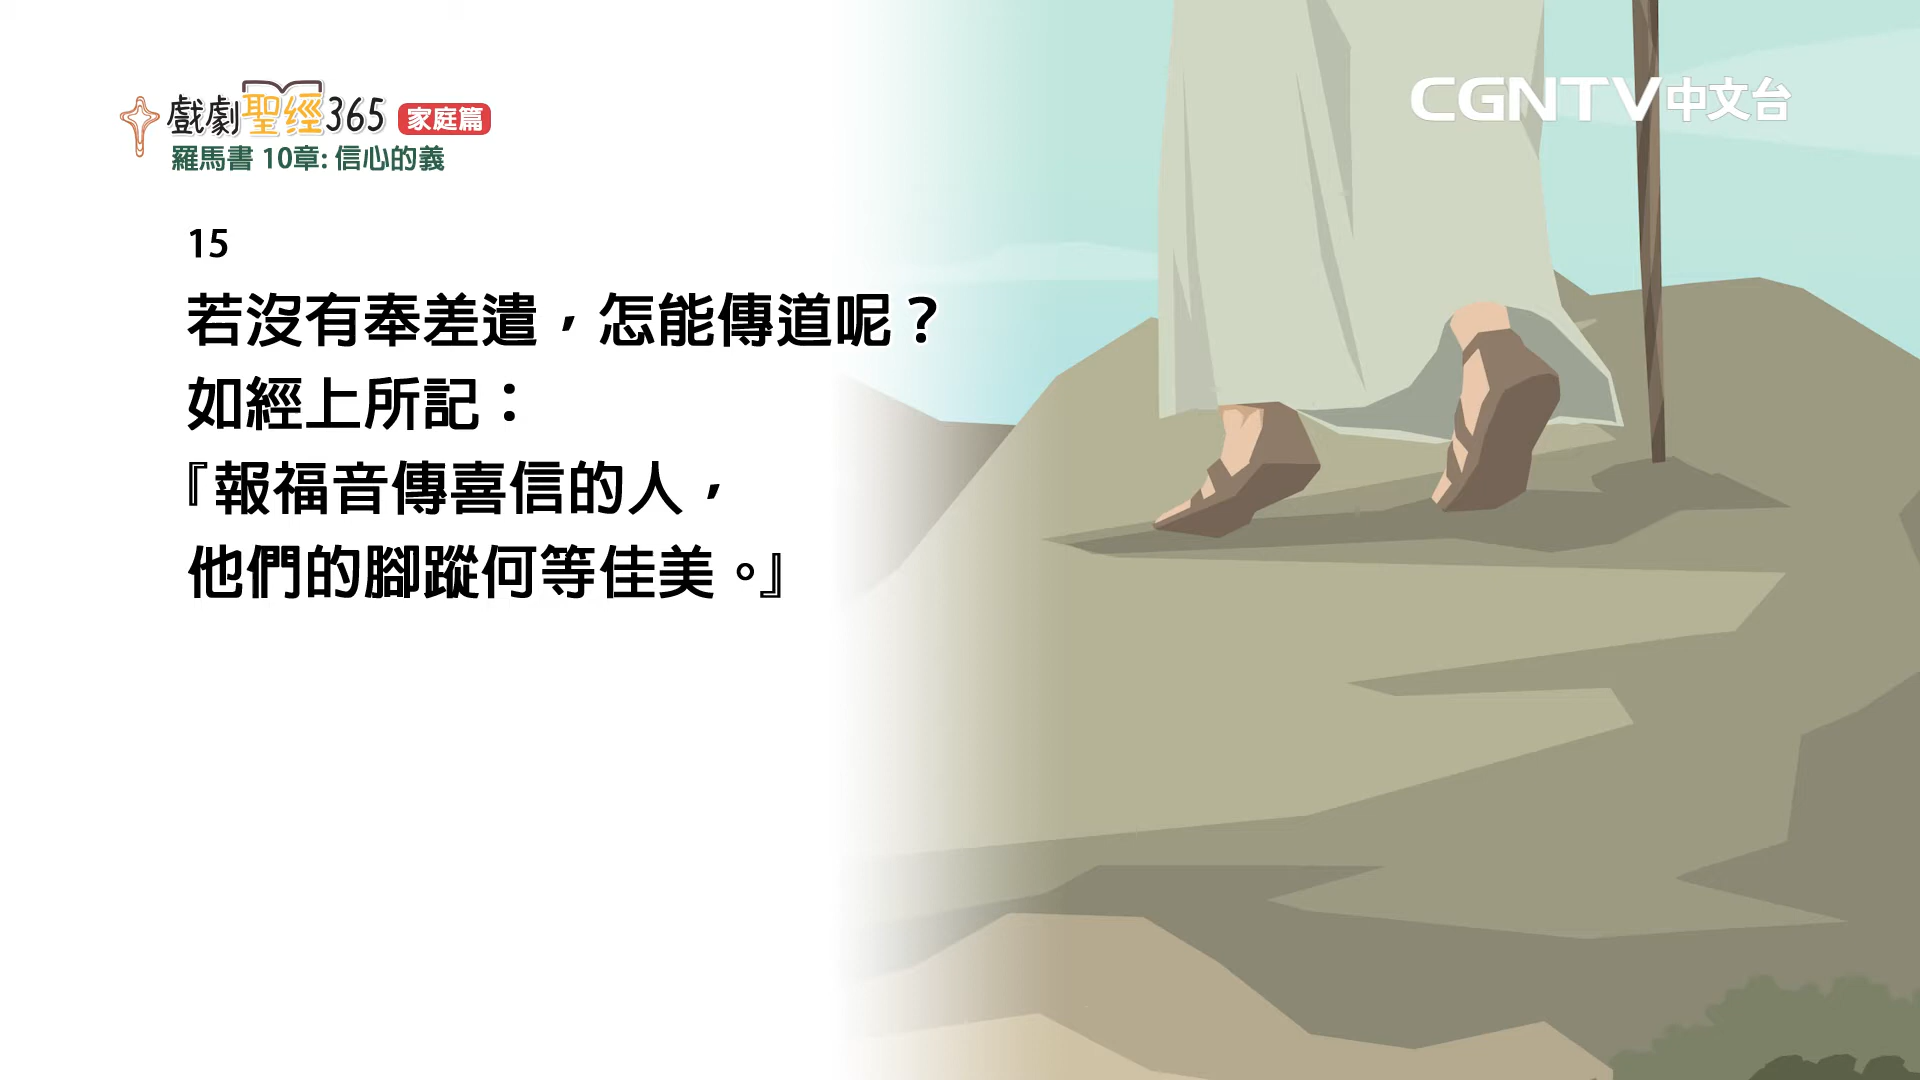 戲劇聖經365 家庭篇
CGNTV中文台
羅馬書 10章: 信心的義
15
若沒有奉差遣，怎能傳道呢？
如經上所記：
『報福音傳喜信的人，
他們的腳蹤何等佳美。』